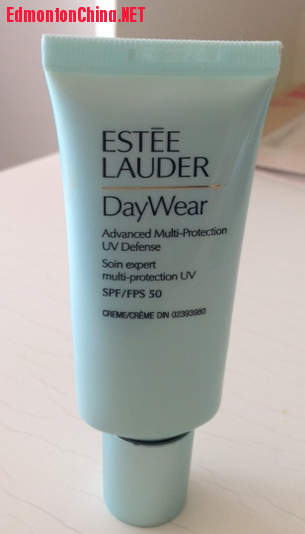 EdmontonChina.NET
ESTÉE
LAUDER
DayWear
Advanced Multi-Protection
UV Defense
Soin expert
multi-protection UV
SPF/FPS 50
CREME/CRÈME DIN 02393980